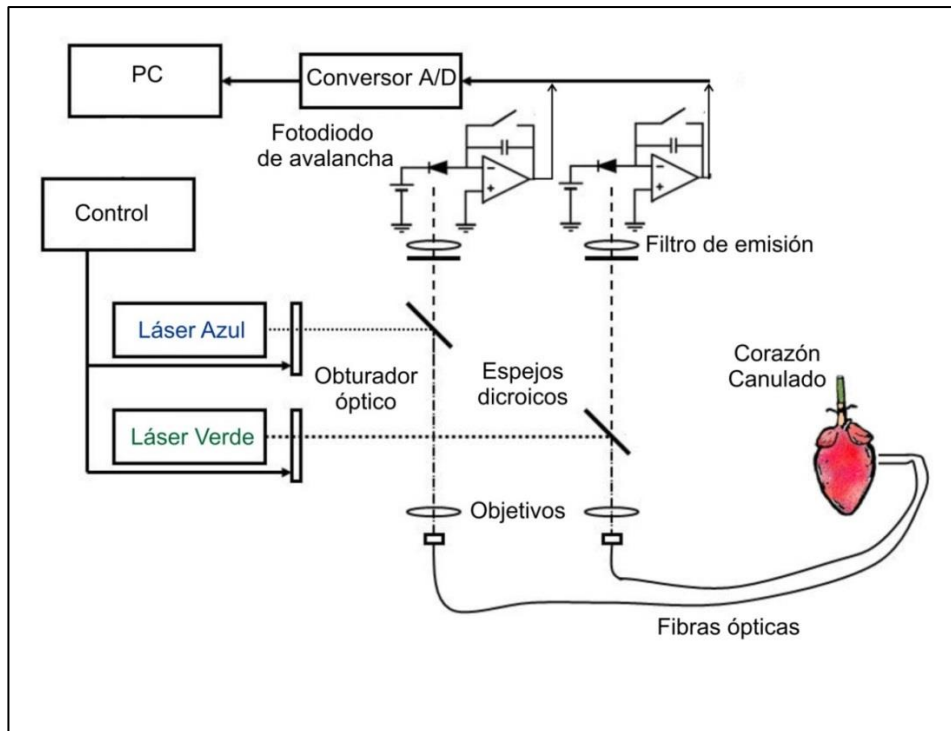 PC
Conversor A/D
Fotodiodo
de avalancha
Control
Filtro de emisión
Láser Azul
Obturador
óptico
Espejos
dicroicos
Corazón
Canulado
Láser Verde
Objetivos
Fibras ópticas